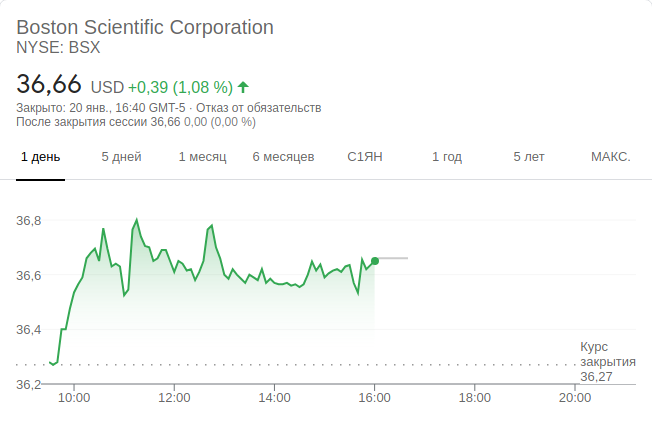 Boston Scientific Corporation
NYSE: BSX
36,66 USD +0,39 (1,08 %)
Закрыто: 20 янв., 16:40 GMT-5 · Отказ от обязательств
После закрытия сессии 36,66 0,00 (0,00 %)
1 день 5 дней 1 месяц 6 месяцев С1ЯН 1 год 5 лет МАКС.
36,8
36,6
36,4
Курс
закрытия
36,27
36,2
10:00 12:00 14:00 16:00 18:00 20:00